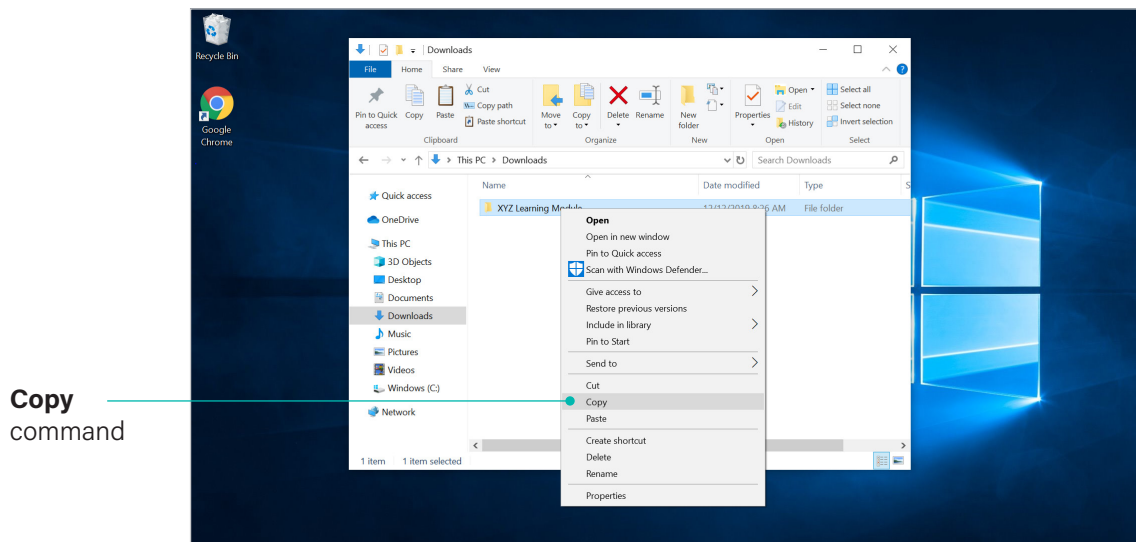 Recycle Bin
Google
Chrome
Downloads
File Home Share View
Pin to Quick
access
Copy
Paste
Cut
Copy path
Paste shortcut
Clipboard
Move
to
Copy
to
Delete
Rename
Organize
New
folder
New
Properties
Open
Edit
History
Open
Select all
Select none
Invert selection
Select
This PC > Downloads
Search Downloads
Name Date modified Type S
XYZ Learning Module 12/12/2019 8:26 AM File folder
Quick access
OneDrive
This PC
3D Objects
Desktop
Documents
Downloads
Music
Pictures
Videos
Windows (C:)
Network
1 item 1 item selected
Open
Open in new window
Pin to Quick access
Scan with Windows Defender...
Give access to
Restore previous versions
Include in library
Pin to Start
Send to
Cut
Copy
Paste
Create shortcut
Delete
Rename
Properties
Copy
command